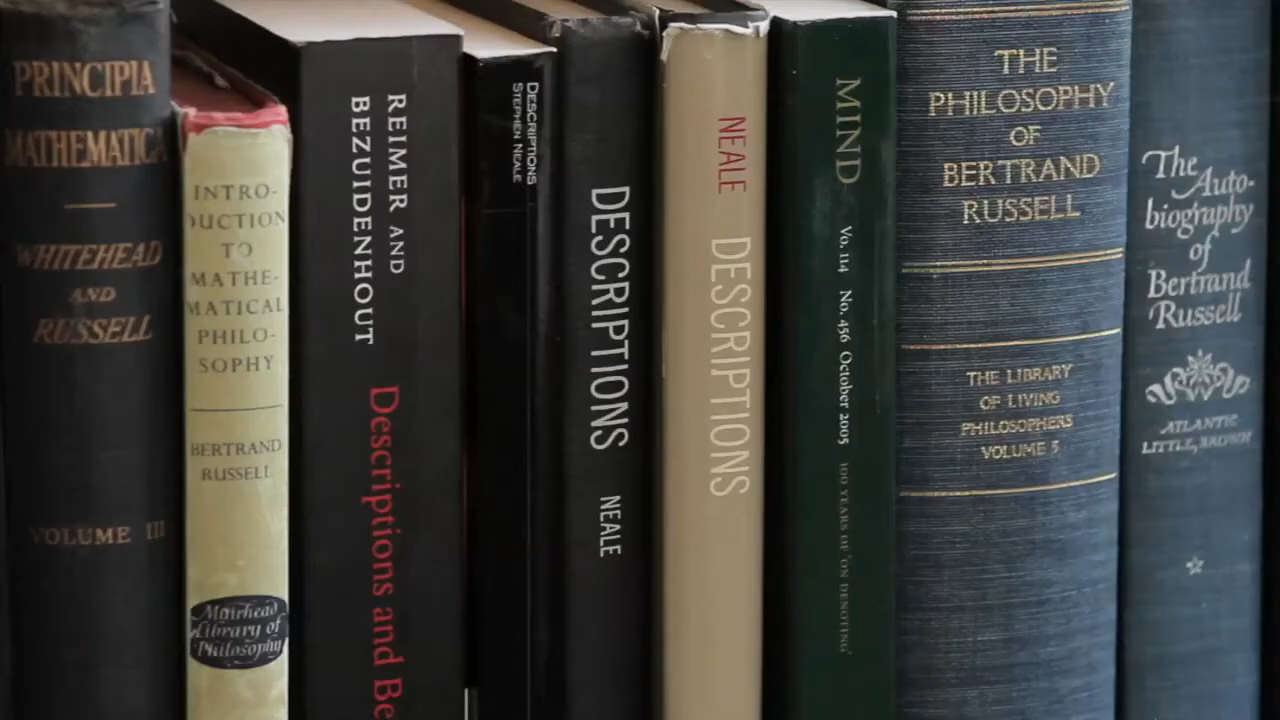 PRINCIPIA
MATHEMATICA
WHITEHEAD
AND
RUSSELL
VOLUME III
INTRO-
DUCTION
TO
MATHE-
MATICAL
PHILO-
SOPHY
BERTRAND
RUSSELL
Muirhead
Library of
Philosophy
REIMER AND
BEZUIDENHOUT
Descriptions and Be
DESCRIPTIONS
STEPHEN NEALE
DESCRIPTIONS NEALE
NEALE DESCRIPTIONS
MIND Vo. 114 No. 456 October 2005 100 YEARS OF 'ON DENOTING'
THE
PHILOSOPHY
OF
BERTRAND
RUSSELL
THE LIBRARY
OF LIVING
PHILOSOPHERS
VOLUME 5
The
Auto-
biography
of
Bertrand
Russell
ATLANTIC
LITTLE, BROWN